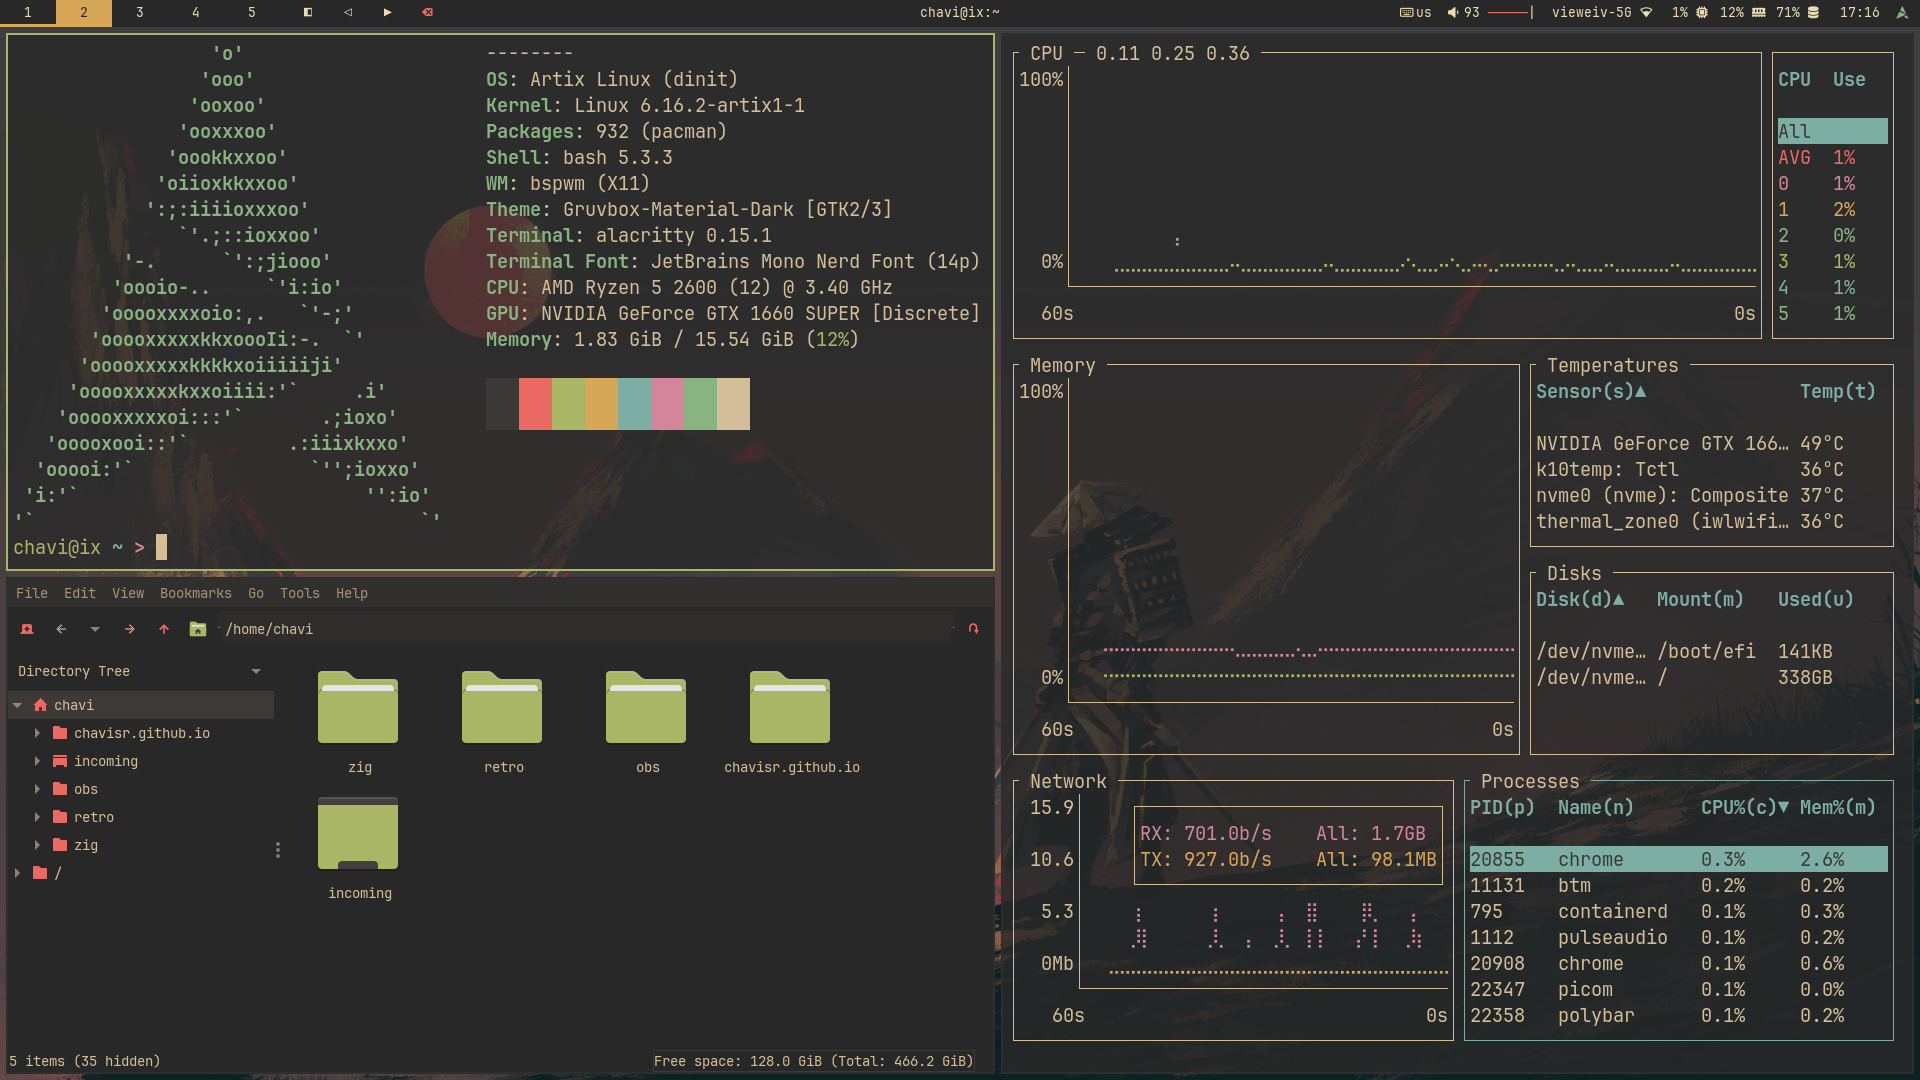 1 2 3 4 5
chavi@ix:~
us 93 vieweiv-5G 1% 12% 71% 17:16
'o'
'ooo'
'ooxoo'
'ooxxxoo'
'oookkxxoo'
'oiioxkkxxoo'
':;:iiiioxxxoo'
`'.;::ioxxoo'
'-. `':;jiooo'
'oooio-.. `'i:io'
'ooooxxxxoio:,. `'-;'
'ooooxxxxxkkxoooIi:-. `'
'ooooxxxxxkkkkxoiiiiiji'
'ooooxxxxxkxxoiiii:'` .i'
'ooooxxxxxoi:::'` .;ioxo'
'ooooxooi::'` .:iiixkxxo'
'ooooi:'` `'';ioxxo'
'i:'` '':io'
'` `'
--------
OS: Artix Linux (dinit)
Kernel: Linux 6.16.2-artix1-1
Packages: 932 (pacman)
Shell: bash 5.3.3
WM: bspwm (X11)
Theme: Gruvbox-Material-Dark [GTK2/3]
Terminal: alacritty 0.15.1
Terminal Font: JetBrains Mono Nerd Font (14p)
CPU: AMD Ryzen 5 2600 (12) @ 3.40 GHz
GPU: NVIDIA GeForce GTX 1660 SUPER [Discrete]
Memory: 1.83 GiB / 15.54 GiB (12%)
chavi@ix ~ >
File Edit View Bookmarks Go Tools Help
/home/chavi
Directory Tree
chavi
chavisr.github.io
incoming
obs
retro
zig
/
zig retro obs chavisr.github.io
incoming
5 items (35 hidden)
Free space: 128.0 GiB (Total: 466.2 GiB)
CPU — 0.11 0.25 0.36
100%
0%
60s 0s
CPU Use
All
AVG 1%
0 1%
1 2%
2 0%
3 1%
4 1%
5 1%
Memory
100%
0%
60s 0s
Temperatures
Sensor(s)▲ Temp(t)
NVIDIA GeForce GTX 166… 49°C
k10temp: Tctl 36°C
nvme0 (nvme): Composite 37°C
thermal_zone0 (iwlwifi… 36°C
Disks
Disk(d)▲ Mount(m) Used(u)
/dev/nvme… /boot/efi 141KB
/dev/nvme… / 338GB
Network
15.9
10.6
5.3
0Mb
60s 0s
RX: 701.0b/s All: 1.7GB
TX: 927.0b/s All: 98.1MB
Processes
PID(p) Name(n) CPU%(c)▼ Mem%(m)
20855 chrome 0.3% 2.6%
11131 btm 0.2% 0.2%
795 containerd 0.1% 0.3%
1112 pulseaudio 0.1% 0.2%
20908 chrome 0.1% 0.6%
22347 picom 0.1% 0.0%
22358 polybar 0.1% 0.2%